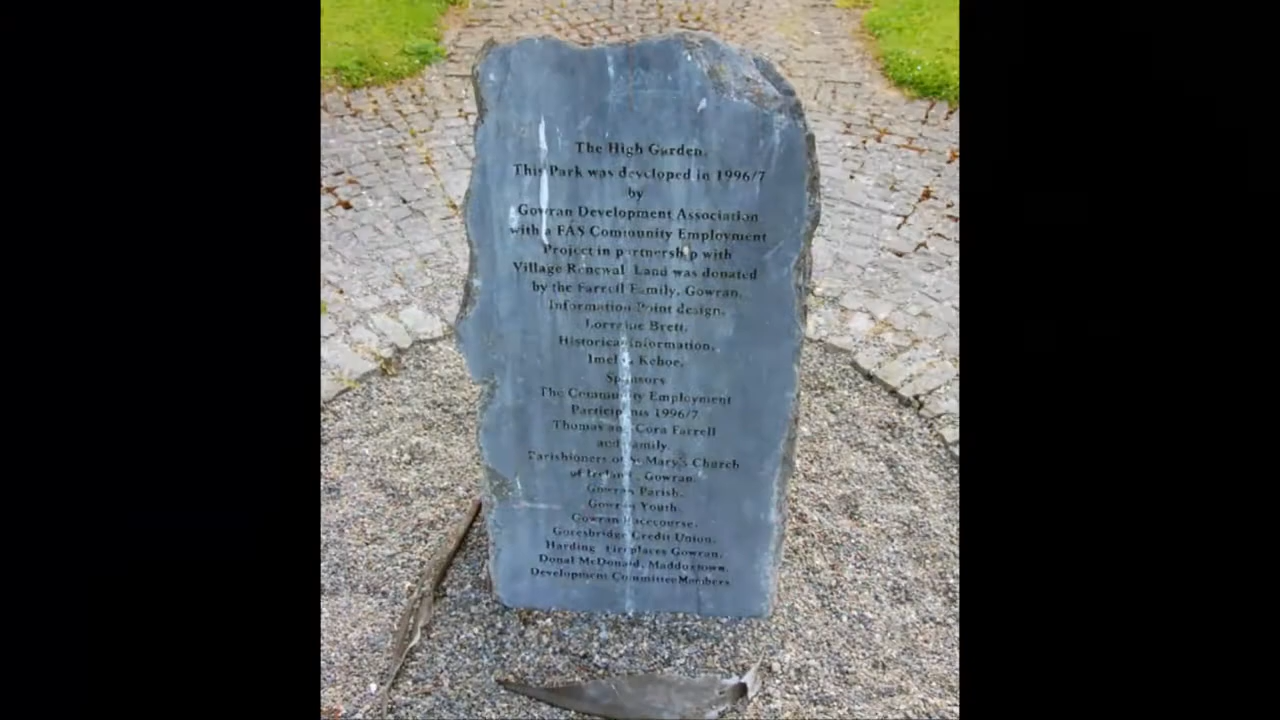 The High Garden.
This Park was developed in 1996/7
by
Gowran Development Association
with a FÁS Community Employment
Project in partnership with
Village Renewal Land was donated
by the Farrell Family, Gowran.
Information Point design,
Lorraine Brett.
Historical Information,
Imelda Kehoe.
Sponsors
The Community Employment
Participants 1996/7
Thomas and Cora Farrell
and Family.
Parishioners of St Mary's Church
of Ireland, Gowran.
Gowran Parish.
Gowran Youth.
Gowran Racecourse.
Goresbridge Credit Union.
Harding Fireplaces Gowran.
Donal McDonald, Maddoxtown.
Development Committee Members